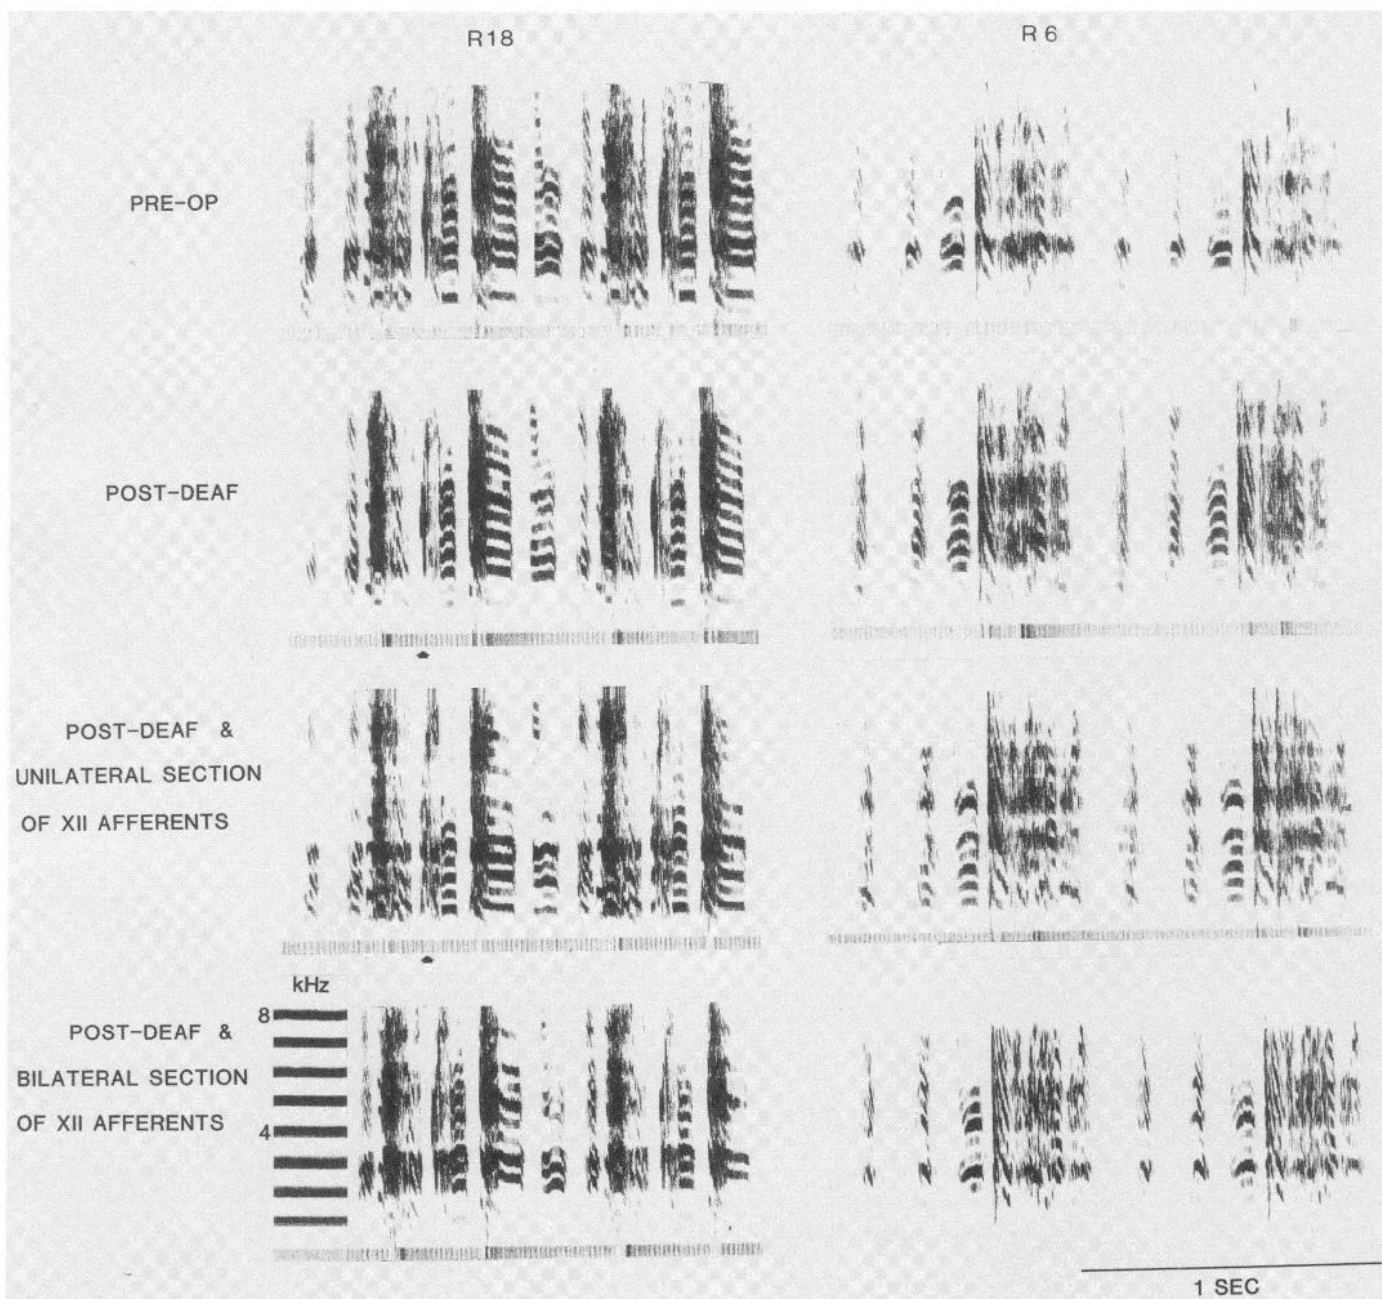 R18
R 6
PRE-OP
POST-DEAF
POST-DEAF &
UNILATERAL SECTION
OF XII AFFERENTS
kHz
8
POST-DEAF &
BILATERAL SECTION
4
OF XII AFFERENTS
1 SEC